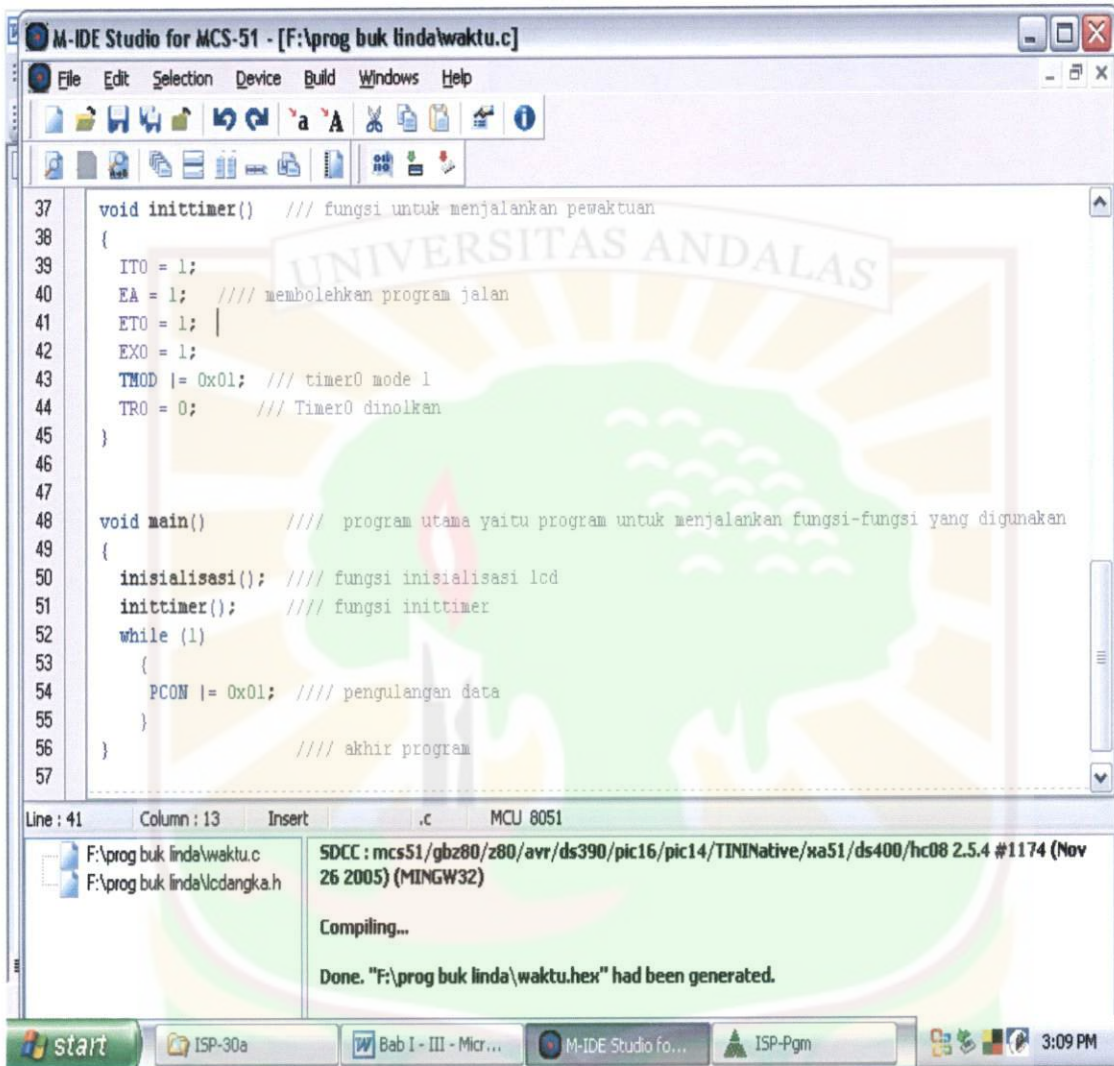 M-IDE Studio for MCS-51 - [F:\prog buk linda\waktu.c]
File Edit Selection Device Build Windows Help
37 void inittimer() /// fungsi untuk menjalankan pewaktuan
38 {
39 IT0 = 1;
40 EA = 1; //// membolehkan program jalan
41 ET0 = 1;
42 EX0 = 1;
43 TMOD |= 0x01; /// timer0 mode 1
44 TR0 = 0; /// Timer0 dinolkan
45 }
46
47
48 void main() //// program utama yaitu program untuk menjalankan fungsi-fungsi yang digunakan
49 {
50 inisialisasi(); //// fungsi inisialisasi lcd
51 inittimer(); //// fungsi inittimer
52 while (1)
53 {
54 PCON |= 0x01; //// pengulangan data
55 }
56 } //// akhir program
57
UNIVERSITAS ANDALAS
Line : 41 Column : 13 Insert .c MCU 8051
F:\prog buk linda\waktu.c
F:\prog buk linda\lcdangka.h
SDCC : mcs51/gbz80/z80/avr/ds390/pic16/pic14/TININative/xa51/ds400/hc08 2.5.4 #1174 (Nov
26 2005) (MINGW32)
Compiling...
Done. "F:\prog buk linda\waktu.hex" had been generated.
start ISP-30a Bab I - III - Micr... M-IDE Studio fo... ISP-Pgm 3:09 PM